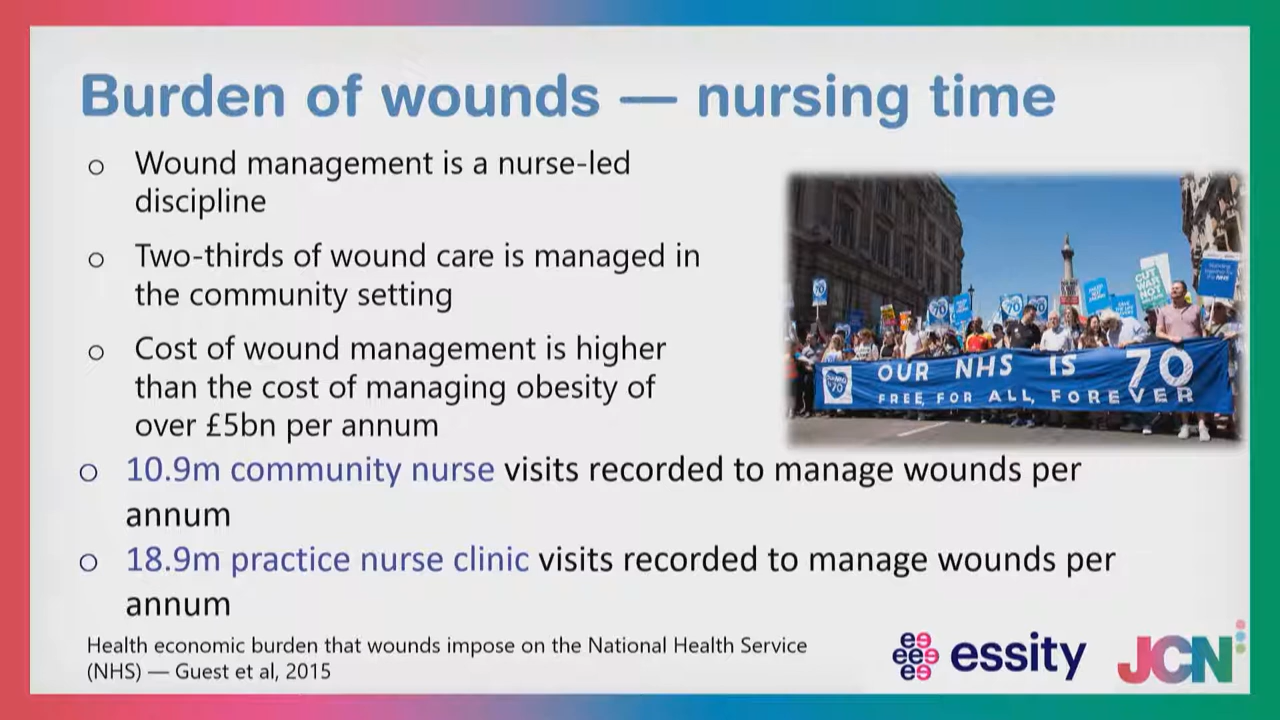 Burden of wounds — nursing time
o Wound management is a nurse-led
discipline
o Two-thirds of wound care is managed in
the community setting
o Cost of wound management is higher
than the cost of managing obesity of
over £5bn per annum
o 10.9m community nurse visits recorded to manage wounds per
annum
o 18.9m practice nurse clinic visits recorded to manage wounds per
annum
70
CUT
WAR
NOT
OUR NHS IS 70
FREE, FOR ALL, FOREVER
Health economic burden that wounds impose on the National Health Service
(NHS) — Guest et al, 2015
essity
JCN